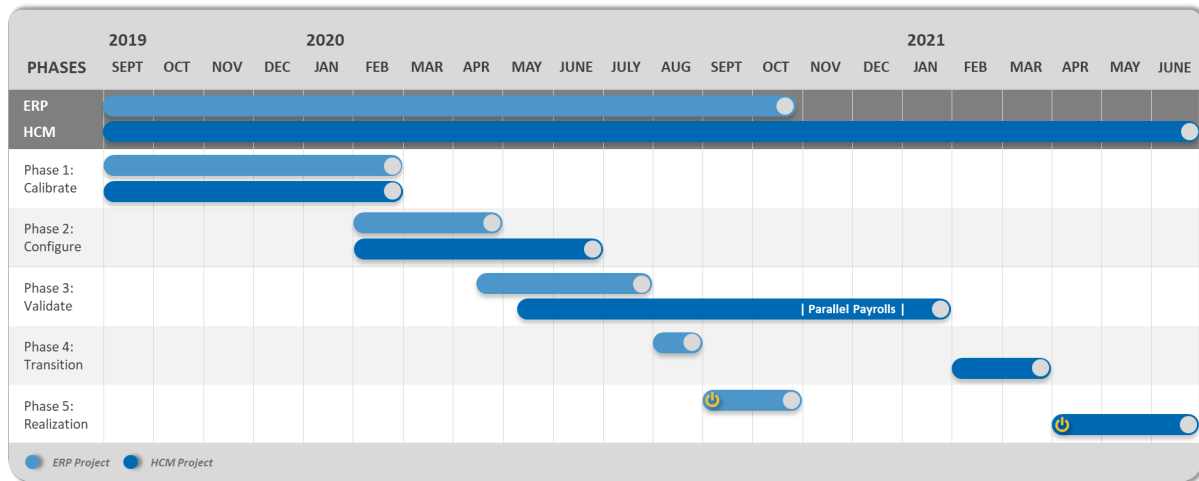 2019 2020 2021
PHASES SEPT OCT NOV DEC JAN FEB MAR APR MAY JUNE JULY AUG SEPT OCT NOV DEC JAN FEB MAR APR MAY JUNE
ERP
HCM
Phase 1:
Calibrate
Phase 2:
Configure
Phase 3:
Validate
| Parallel Payrolls |
Phase 4:
Transition
Phase 5:
Realization
ERP Project HCM Project